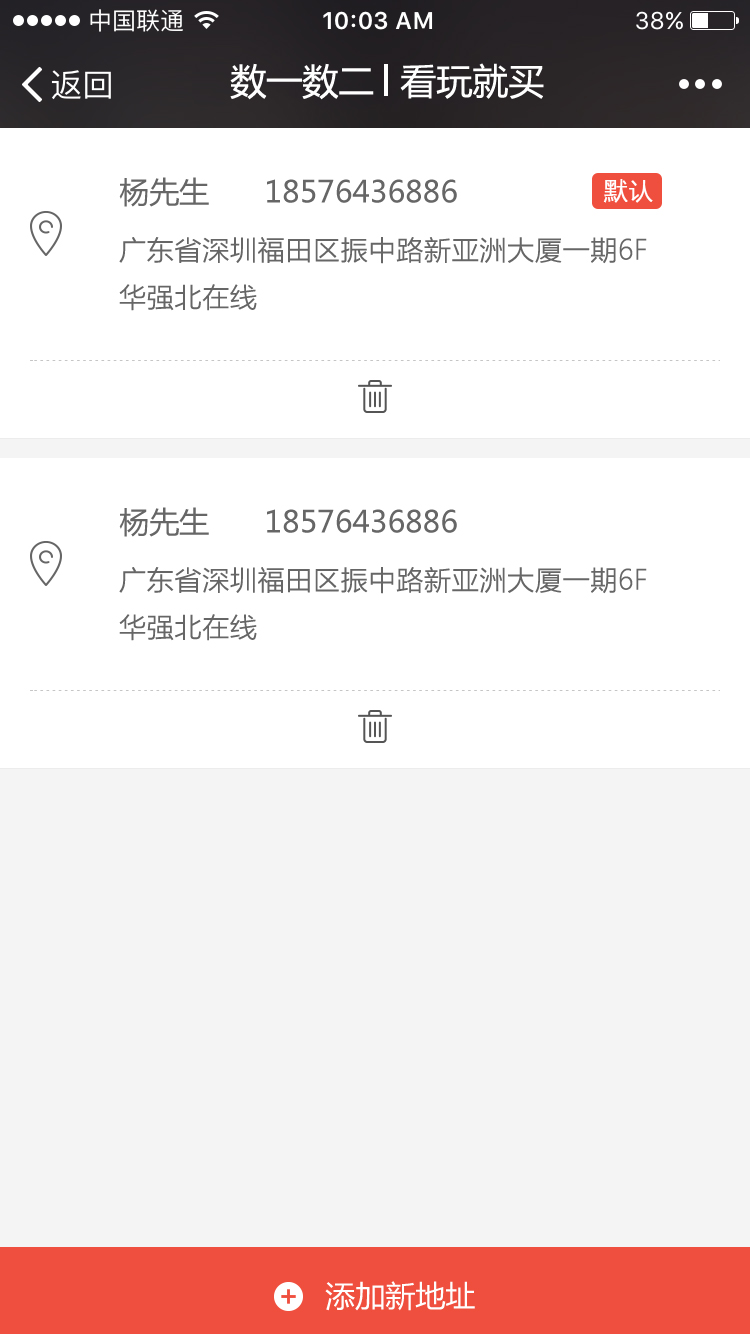 中国联通 10:03 AM 38%
返回 数一数二 | 看玩就买
杨先生 18576436886 默认
广东省深圳福田区振中路新亚洲大厦一期6F
华强北在线
杨先生 18576436886
广东省深圳福田区振中路新亚洲大厦一期6F
华强北在线
添加新地址